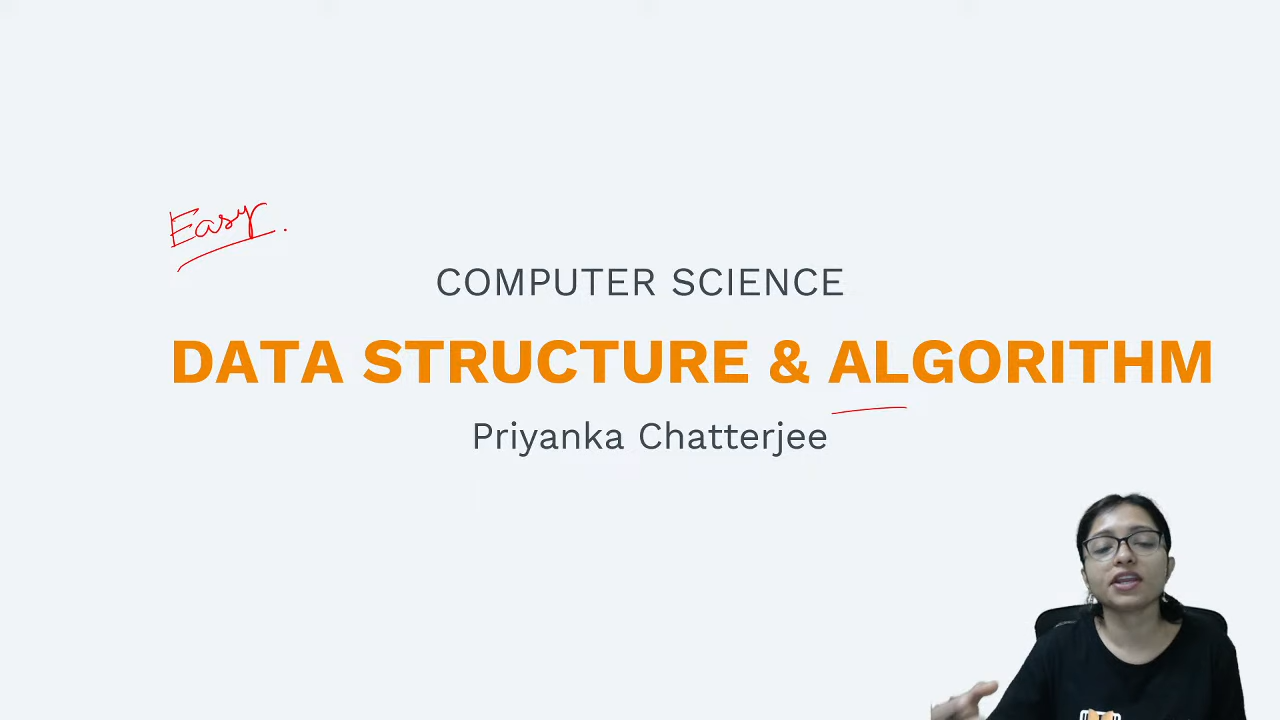 Easy.
COMPUTER SCIENCE
DATA STRUCTURE & ALGORITHM
Priyanka Chatterjee